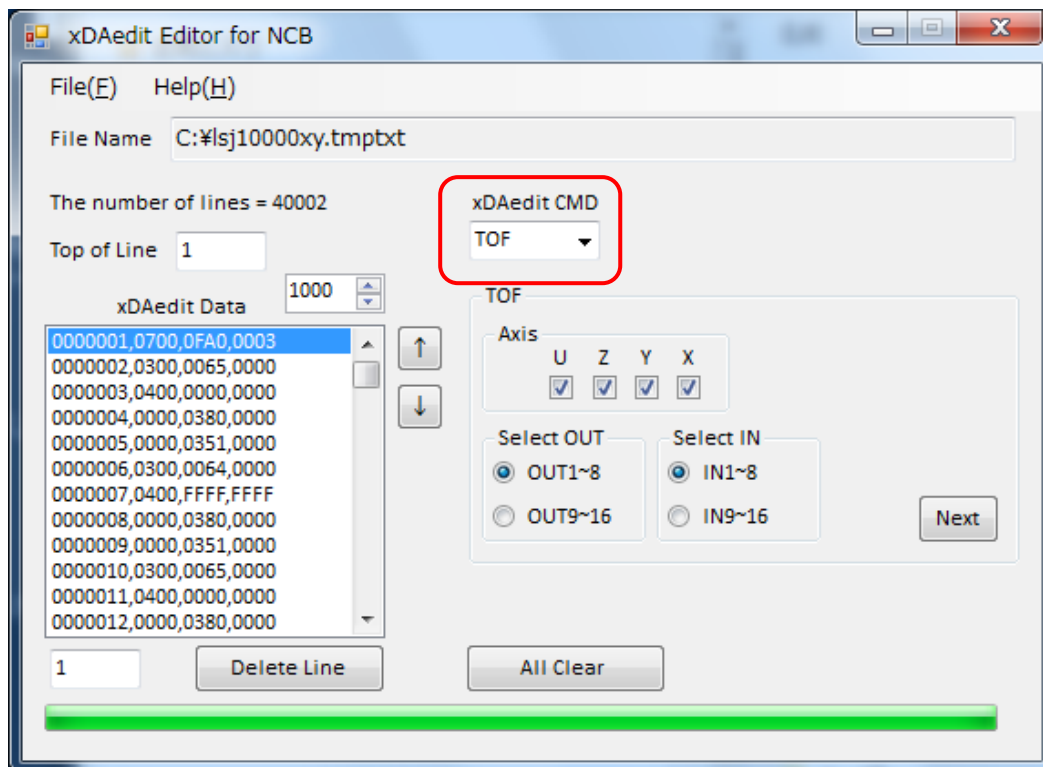 xDAedit Editor for NCB
File(F) Help(H)
File Name C:¥lsj10000xy.tmptxt
The number of lines = 40002
xDAedit CMD
Top of Line 1
TOF
1000
xDAedit Data
TOF
0000001,0700,0FA0,0003
0000002,0300,0065,0000
0000003,0400,0000,0000
0000004,0000,0380,0000
0000005,0000,0351,0000
0000006,0300,0064,0000
0000007,0400,FFFF,FFFF
0000008,0000,0380,0000
0000009,0000,0351,0000
0000010,0300,0065,0000
0000011,0400,0000,0000
0000012,0000,0380,0000
↑
↓
Axis
U Z Y X
Select OUT
OUT1~8
OUT9~16
Select IN
IN1~8
IN9~16
Next
1
Delete Line
All Clear